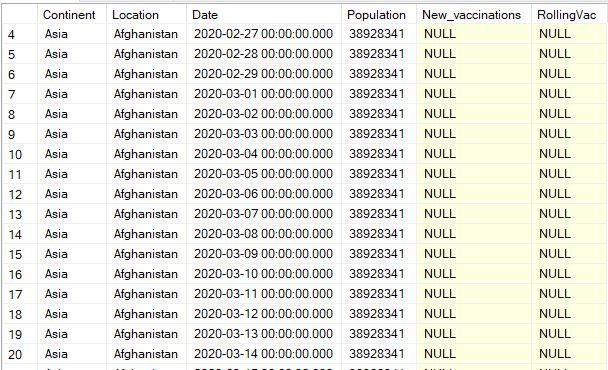 Continent Location Date Population New_vaccinations RollingVac
4 Asia Afghanistan 2020-02-27 00:00:00.000 38928341 NULL NULL
5 Asia Afghanistan 2020-02-28 00:00:00.000 38928341 NULL NULL
6 Asia Afghanistan 2020-02-29 00:00:00.000 38928341 NULL NULL
7 Asia Afghanistan 2020-03-01 00:00:00.000 38928341 NULL NULL
8 Asia Afghanistan 2020-03-02 00:00:00.000 38928341 NULL NULL
9 Asia Afghanistan 2020-03-03 00:00:00.000 38928341 NULL NULL
10 Asia Afghanistan 2020-03-04 00:00:00.000 38928341 NULL NULL
11 Asia Afghanistan 2020-03-05 00:00:00.000 38928341 NULL NULL
12 Asia Afghanistan 2020-03-06 00:00:00.000 38928341 NULL NULL
13 Asia Afghanistan 2020-03-07 00:00:00.000 38928341 NULL NULL
14 Asia Afghanistan 2020-03-08 00:00:00.000 38928341 NULL NULL
15 Asia Afghanistan 2020-03-09 00:00:00.000 38928341 NULL NULL
16 Asia Afghanistan 2020-03-10 00:00:00.000 38928341 NULL NULL
17 Asia Afghanistan 2020-03-11 00:00:00.000 38928341 NULL NULL
18 Asia Afghanistan 2020-03-12 00:00:00.000 38928341 NULL NULL
19 Asia Afghanistan 2020-03-13 00:00:00.000 38928341 NULL NULL
20 Asia Afghanistan 2020-03-14 00:00:00.000 38928341 NULL NULL